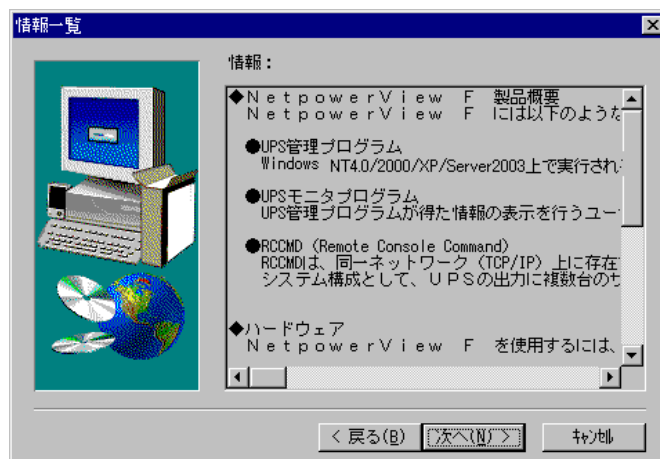 情報一覧
情報：
◆ＮｅｔｐｏｗｅｒＶｉｅｗ　Ｆ　製品概要
ＮｅｔｐｏｗｅｒＶｉｅｗ　Ｆ　には以下のような
●UPS管理プログラム
Windows NT4.0/2000/XP/Server2003上で実行され
●UPSモニタプログラム
UPS管理プログラムが得た情報の表示を行うユー
●RCCMD (Remote Console Command)
RCCMDは、同一ネットワーク（TCP/IP）上に存在
システム構成として、ＵＰＳの出力に複数台の
◆ハードウェア
ＮｅｔｐｏｗｅｒＶｉｅｗ　Ｆ　を使用するには、
< 戻る(B) 次へ(N) > ｷｬﾝｾﾙ